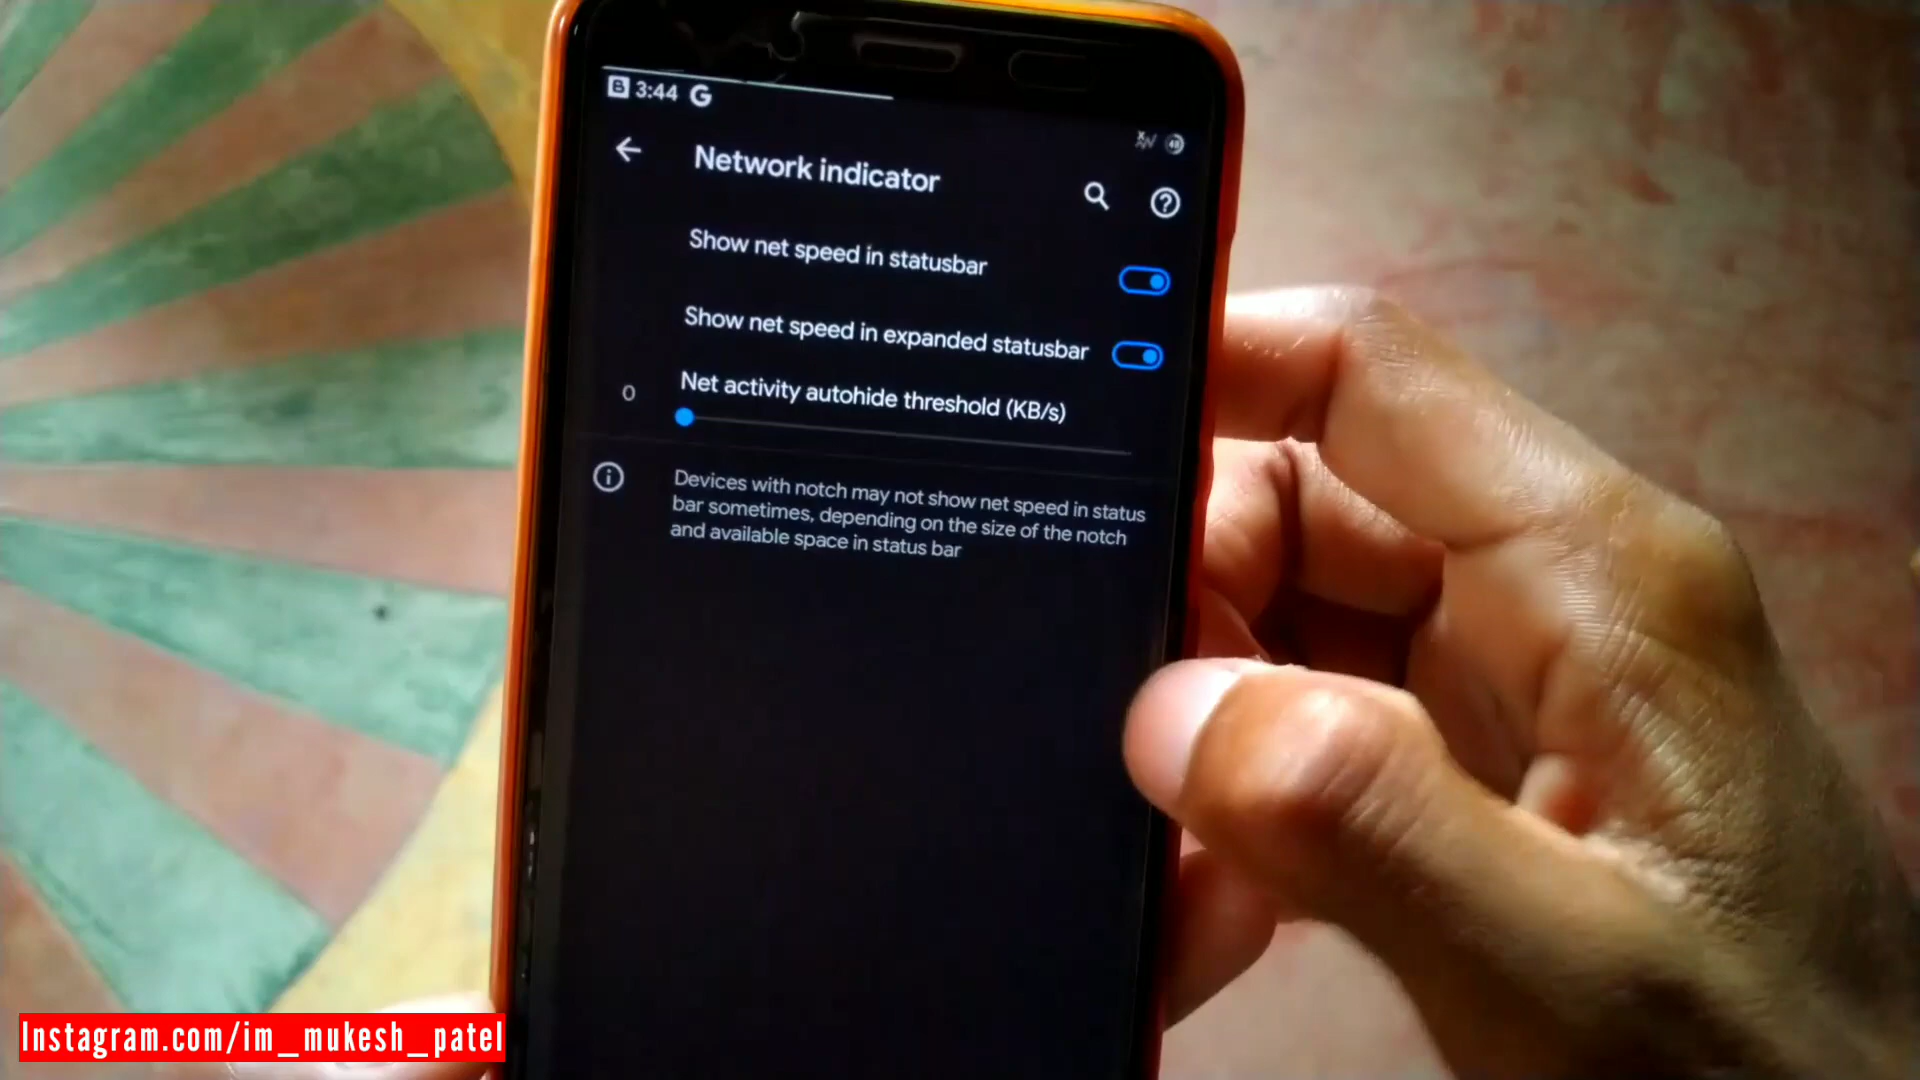 B 3:44 G
48
Network indicator
Show net speed in statusbar
Show net speed in expanded statusbar
0
Net activity autohide threshold (KB/s)
Devices with notch may not show net speed in status
bar sometimes, depending on the size of the notch
and available space in status bar
Instagram.com/im_mukesh_patel